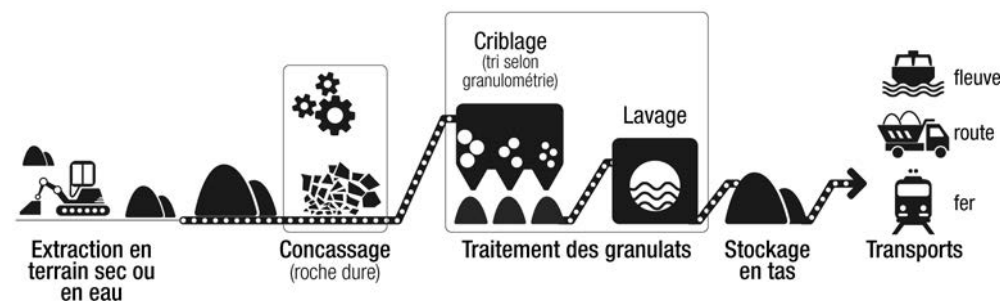 Criblage
(tri selon
granulométrie)
Lavage
fleuve
route
fer
Extraction en
terrain sec ou
en eau
Concassage
(roche dure)
Traitement des granulats
Stockage
en tas
Transports